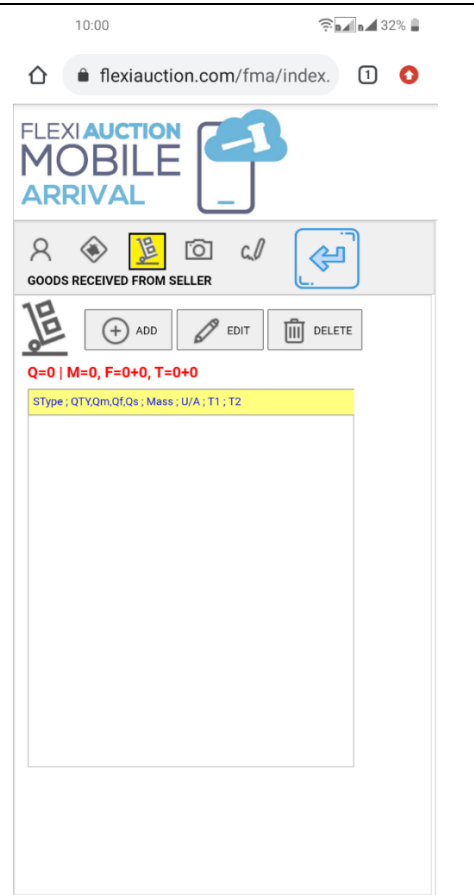 10:00 32%
flexiauction.com/fma/index. 1
FLEXI AUCTION
MOBILE
ARRIVAL
GOODS RECEIVED FROM SELLER
ADD EDIT DELETE
Q=0 | M=0, F=0+0, T=0+0
SType ; QTY,Qm,Qf,Qs ; Mass ; U/A ; T1 ; T2